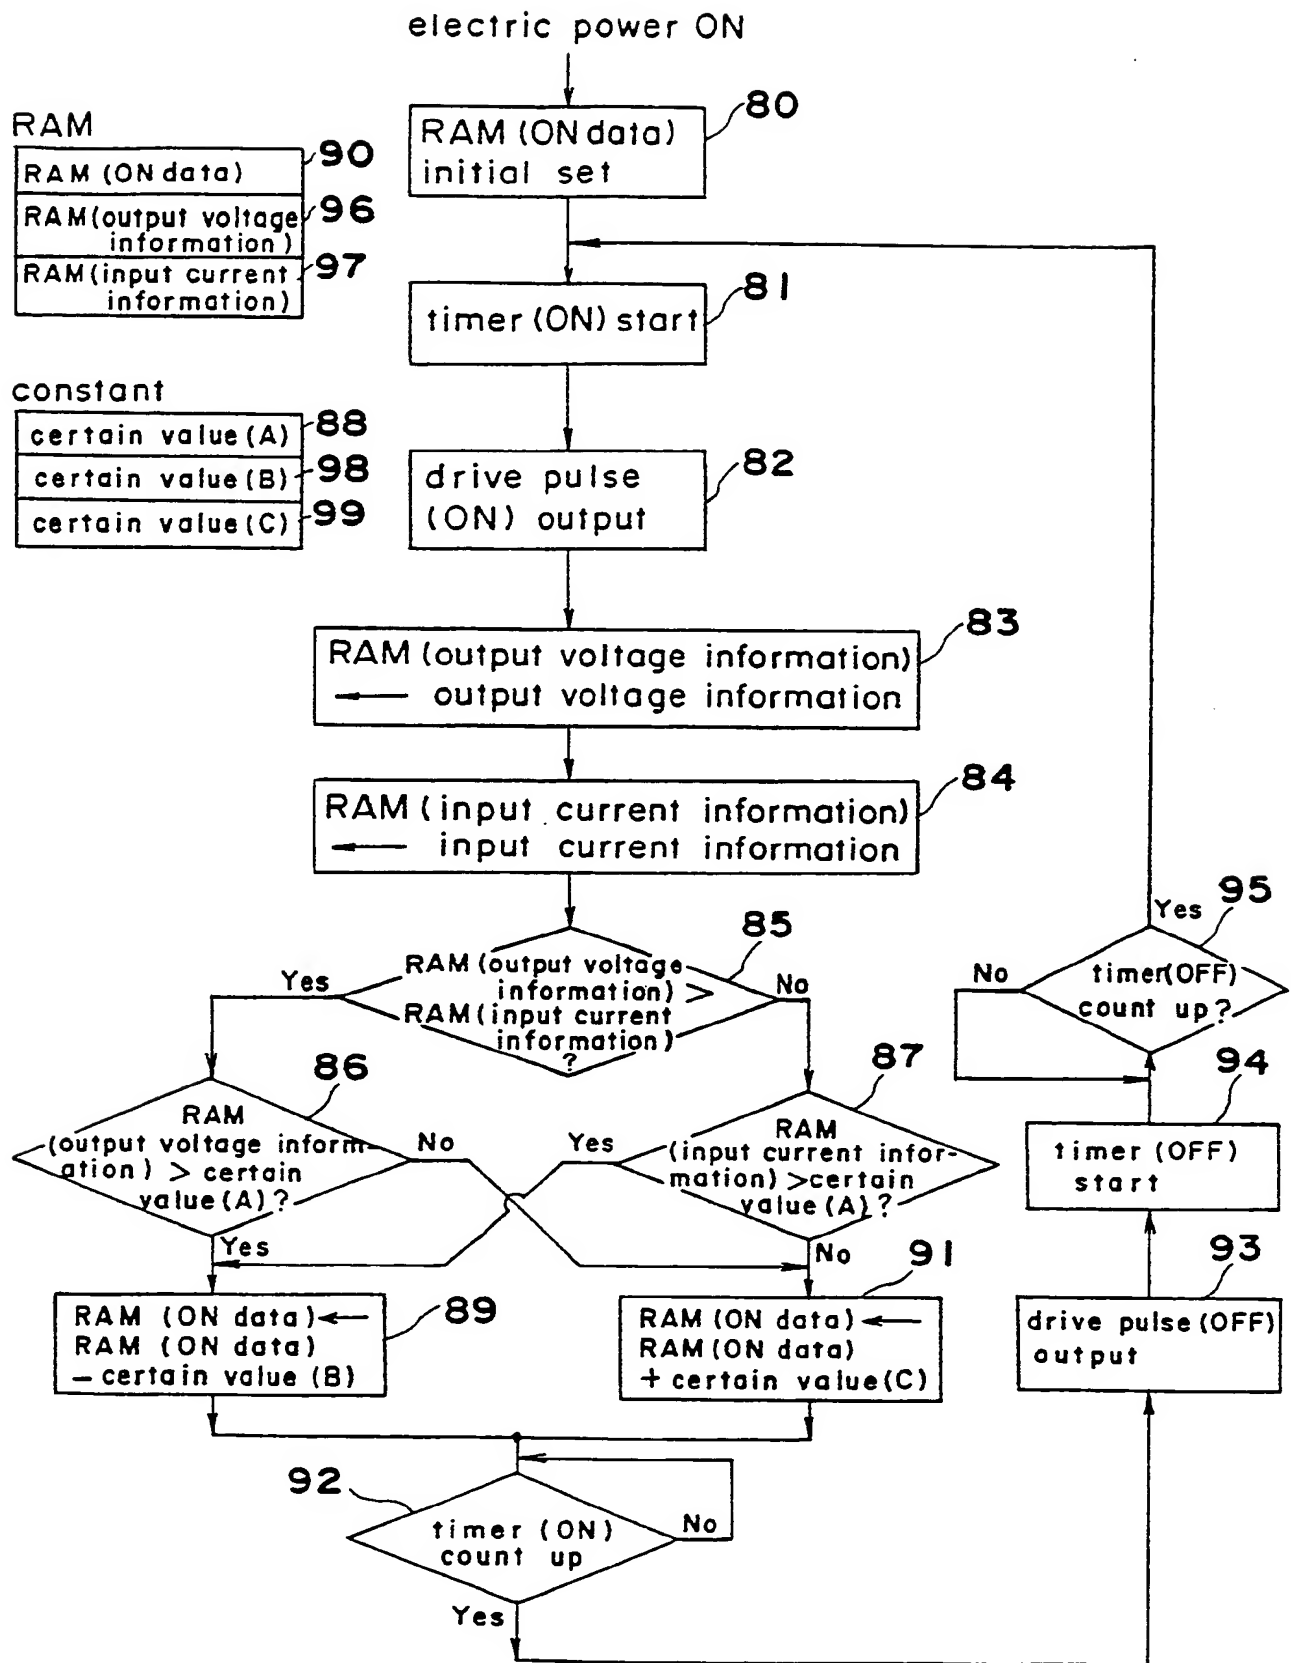 electric power ON
80
RAM (ON data)
initial set
RAM
90
RAM (ON data)
96
RAM (output voltage
information)
97
RAM (input current
information)
81
timer (ON) start
constant
88
certain value (A)
98
certain value (B)
99
certain value (C)
82
drive pulse
(ON) output
83
RAM (output voltage information)
← output voltage information
84
RAM (input current information)
← input current information
85
RAM (output voltage
information) >
RAM (input current
information)
?
Yes
No
86
RAM
(output voltage inform-
ation) > certain
value (A)?
No
Yes
87
RAM
(input current infor-
mation) > certain
value (A)?
Yes
No
89
RAM (ON data) ←
RAM (ON data)
− certain value (B)
91
RAM (ON data) ←
RAM (ON data)
+ certain value (C)
92
timer (ON)
count up
No
Yes
93
drive pulse (OFF)
output
94
timer (OFF)
start
95
timer (OFF)
count up?
No
Yes